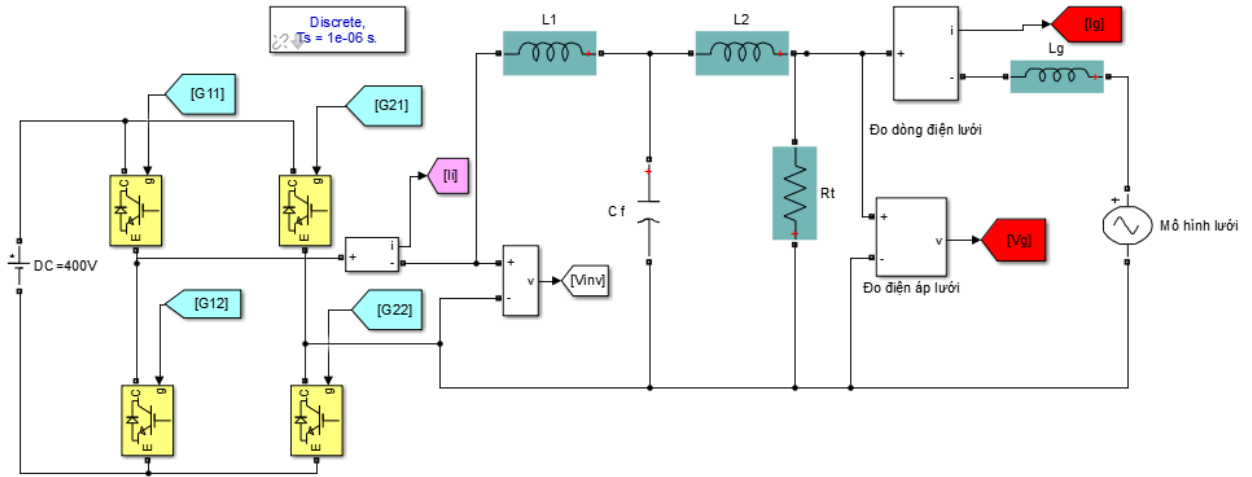 Discrete,
Ts = 1e-06 s.
L1
L2
i
[Ig]
+
-
Lg
Đo dòng điện lưới
[G11]
[G21]
C
g
E
C
g
E
[Ii]
C f
Rt
+
v
-
[Vg]
Đo điện áp lưới
+
Mô hình lưới
+
DC =400V
+
i
-
+
v
-
[Vinv]
[G12]
[G22]
C
g
E
C
g
E